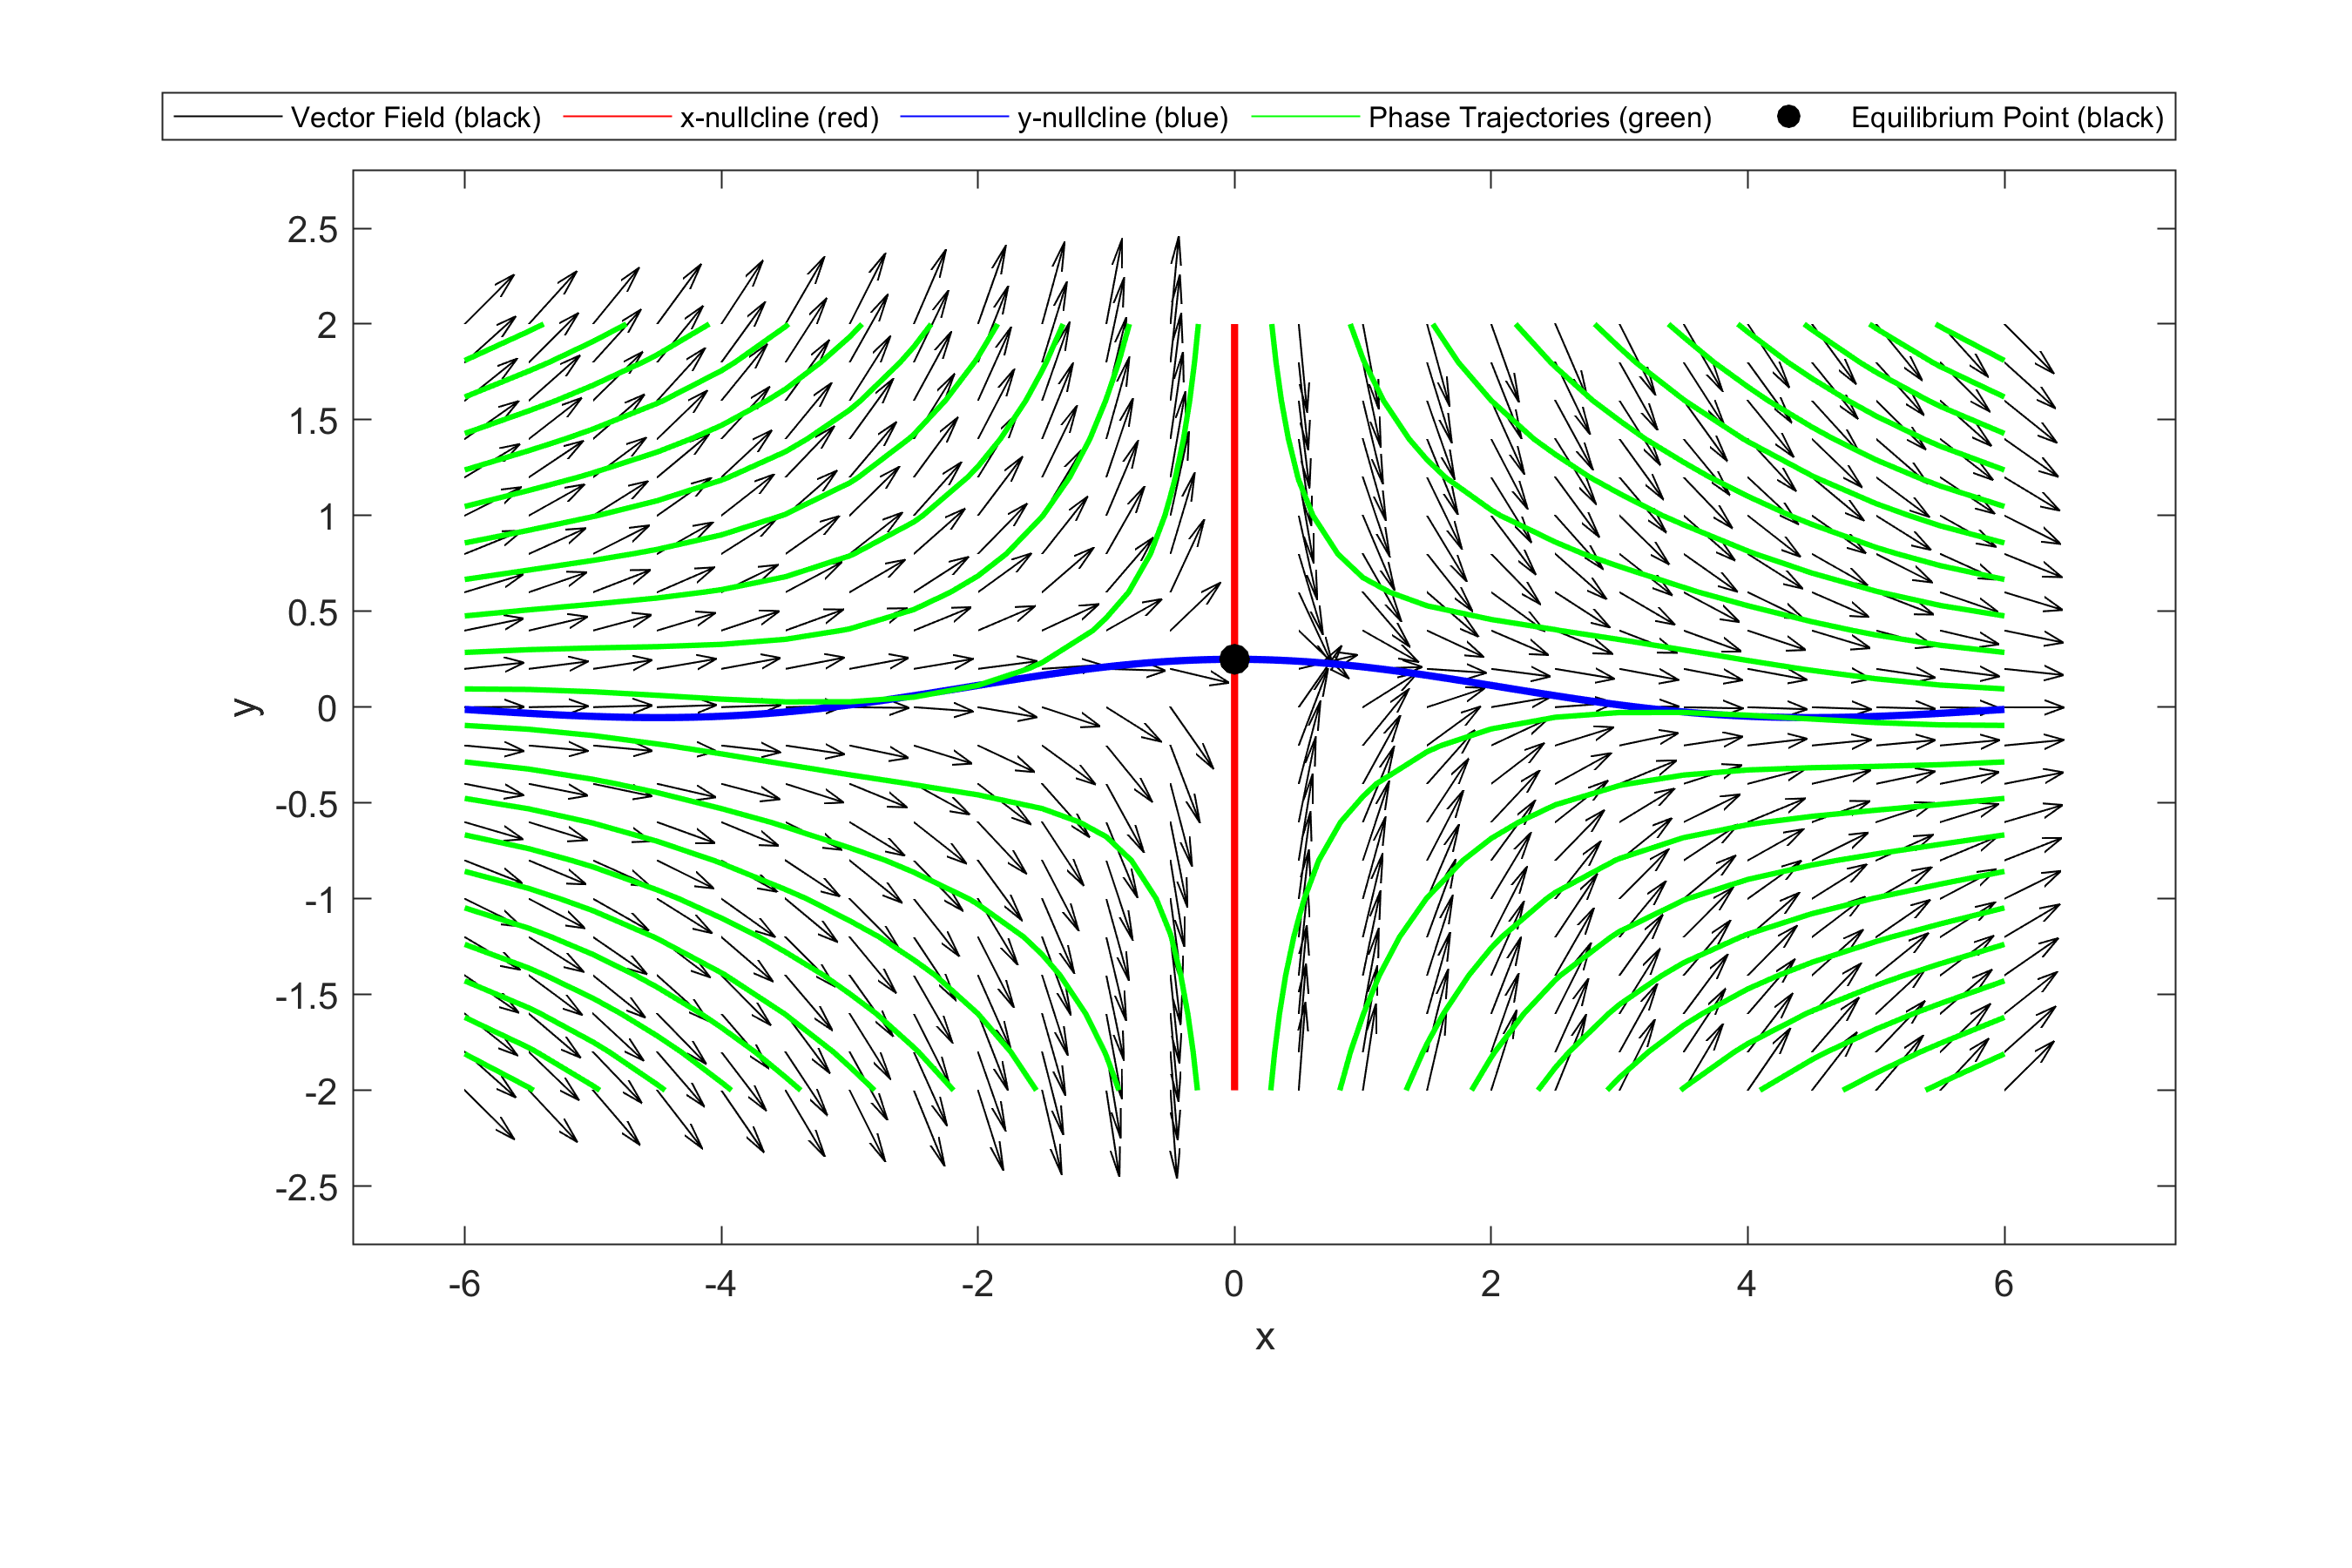 Vector Field (black) x-nullcline (red) y-nullcline (blue) Phase Trajectories (green) Equilibrium Point (black)
2.5
2
1.5
1
0.5
0
-0.5
-1
-1.5
-2
-2.5
y
-6 -4 -2 0 2 4 6
x